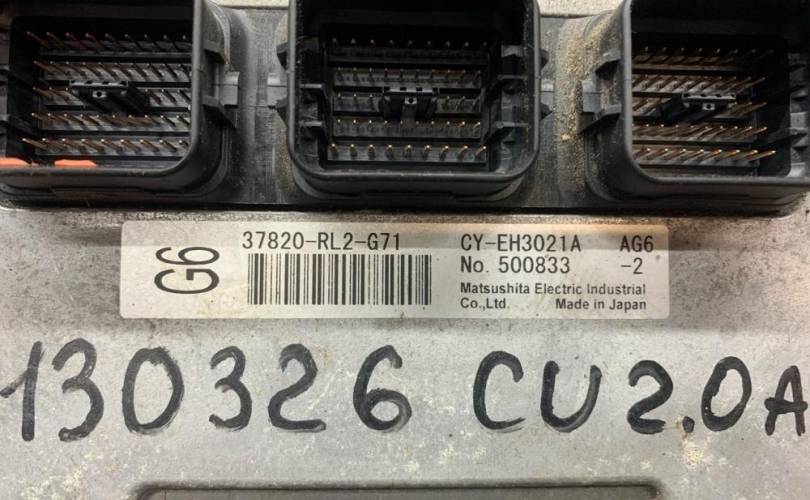 G6
37820-RL2-G71 CY-EH3021A AG6
No. 500833 -2
Matsushita Electric Industrial
Co.,Ltd. Made in Japan
130326 CU2.0A